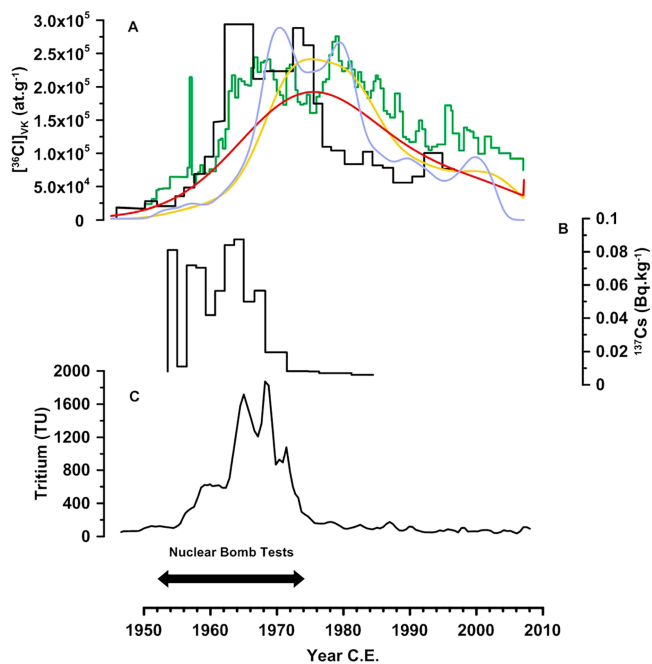 A
[³⁶Cl]VK (at.g⁻¹)
3.0x10⁵
2.5x10⁵
2.0x10⁵
1.5x10⁵
1.0x10⁵
5.0x10⁴
0
B
¹³⁷Cs (Bq.kg⁻¹)
0.1
0.08
0.06
0.04
0.02
0
C
Tritium (TU)
2000
1600
1200
800
400
0
Nuclear Bomb Tests
1950 1960 1970 1980 1990 2000 2010
Year C.E.